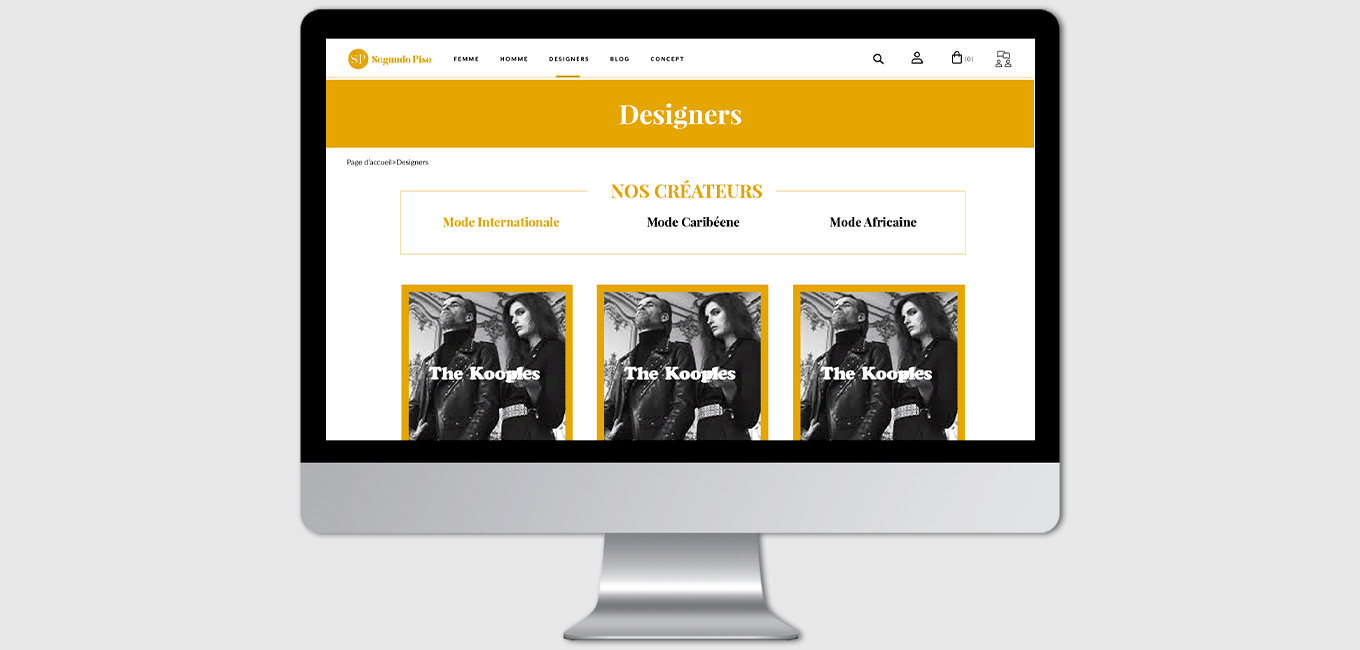 SP Segundo Piso FEMME HOMME DESIGNERS BLOG CONCEPT (0)
Designers
Page d'accueil>Designers
NOS CRÉATEURS
Mode Internationale Mode Caribéene Mode Africaine
The Kooples The Kooples The Kooples